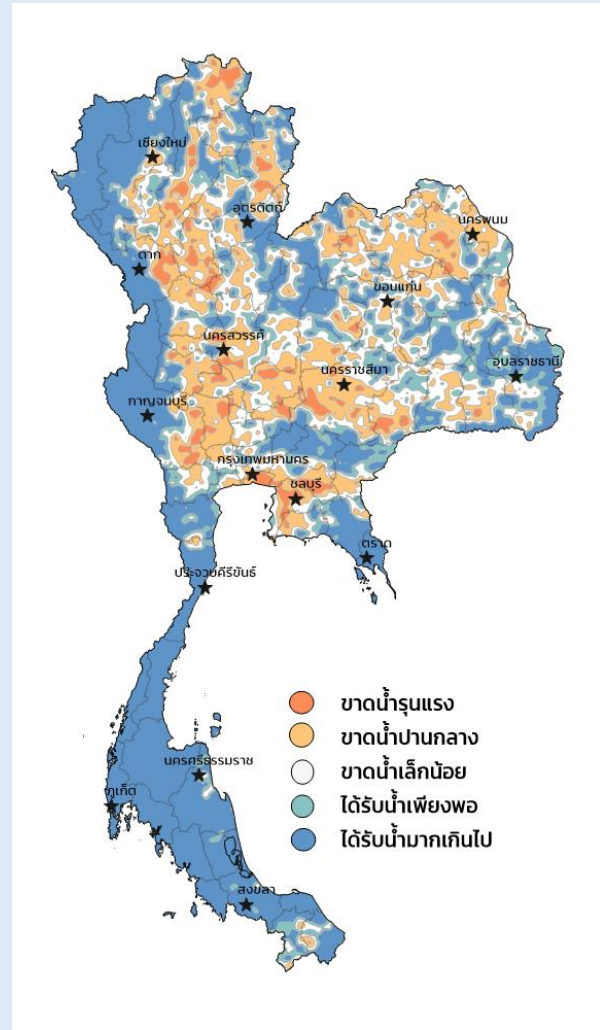 เชียงใหม่
อุตรดิตถ์
นครพนม
ตาก
ขอนแก่น
นครสวรรค์
อุบลราชธานี
นครราชสีมา
กาญจนบุรี
กรุงเทพมหานคร
ชลบุรี
ตราด
ประจวบคีรีขันธ์
ขาดน้ำรุนแรง
ขาดน้ำปานกลาง
นครศรีธรรมราช
ขาดน้ำเล็กน้อย
ภูเก็ต
ได้รับน้ำเพียงพอ
ได้รับน้ำมากเกินไป
สงขลา